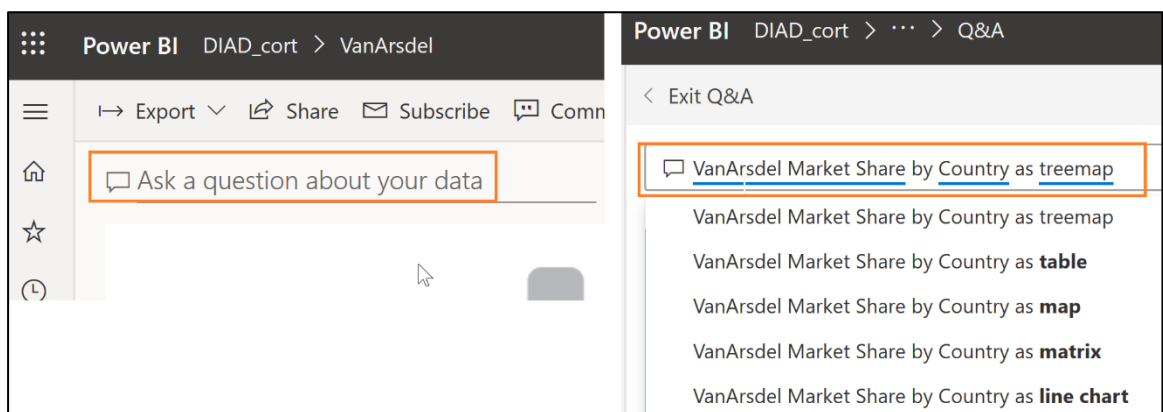 Power BI DIAD_cort > VanArsdel
Export Share Subscribe Comm
Ask a question about your data
Power BI DIAD_cort > ··· > Q&A
< Exit Q&A
VanArsdel Market Share by Country as treemap
VanArsdel Market Share by Country as treemap
VanArsdel Market Share by Country as table
VanArsdel Market Share by Country as map
VanArsdel Market Share by Country as matrix
VanArsdel Market Share by Country as line chart